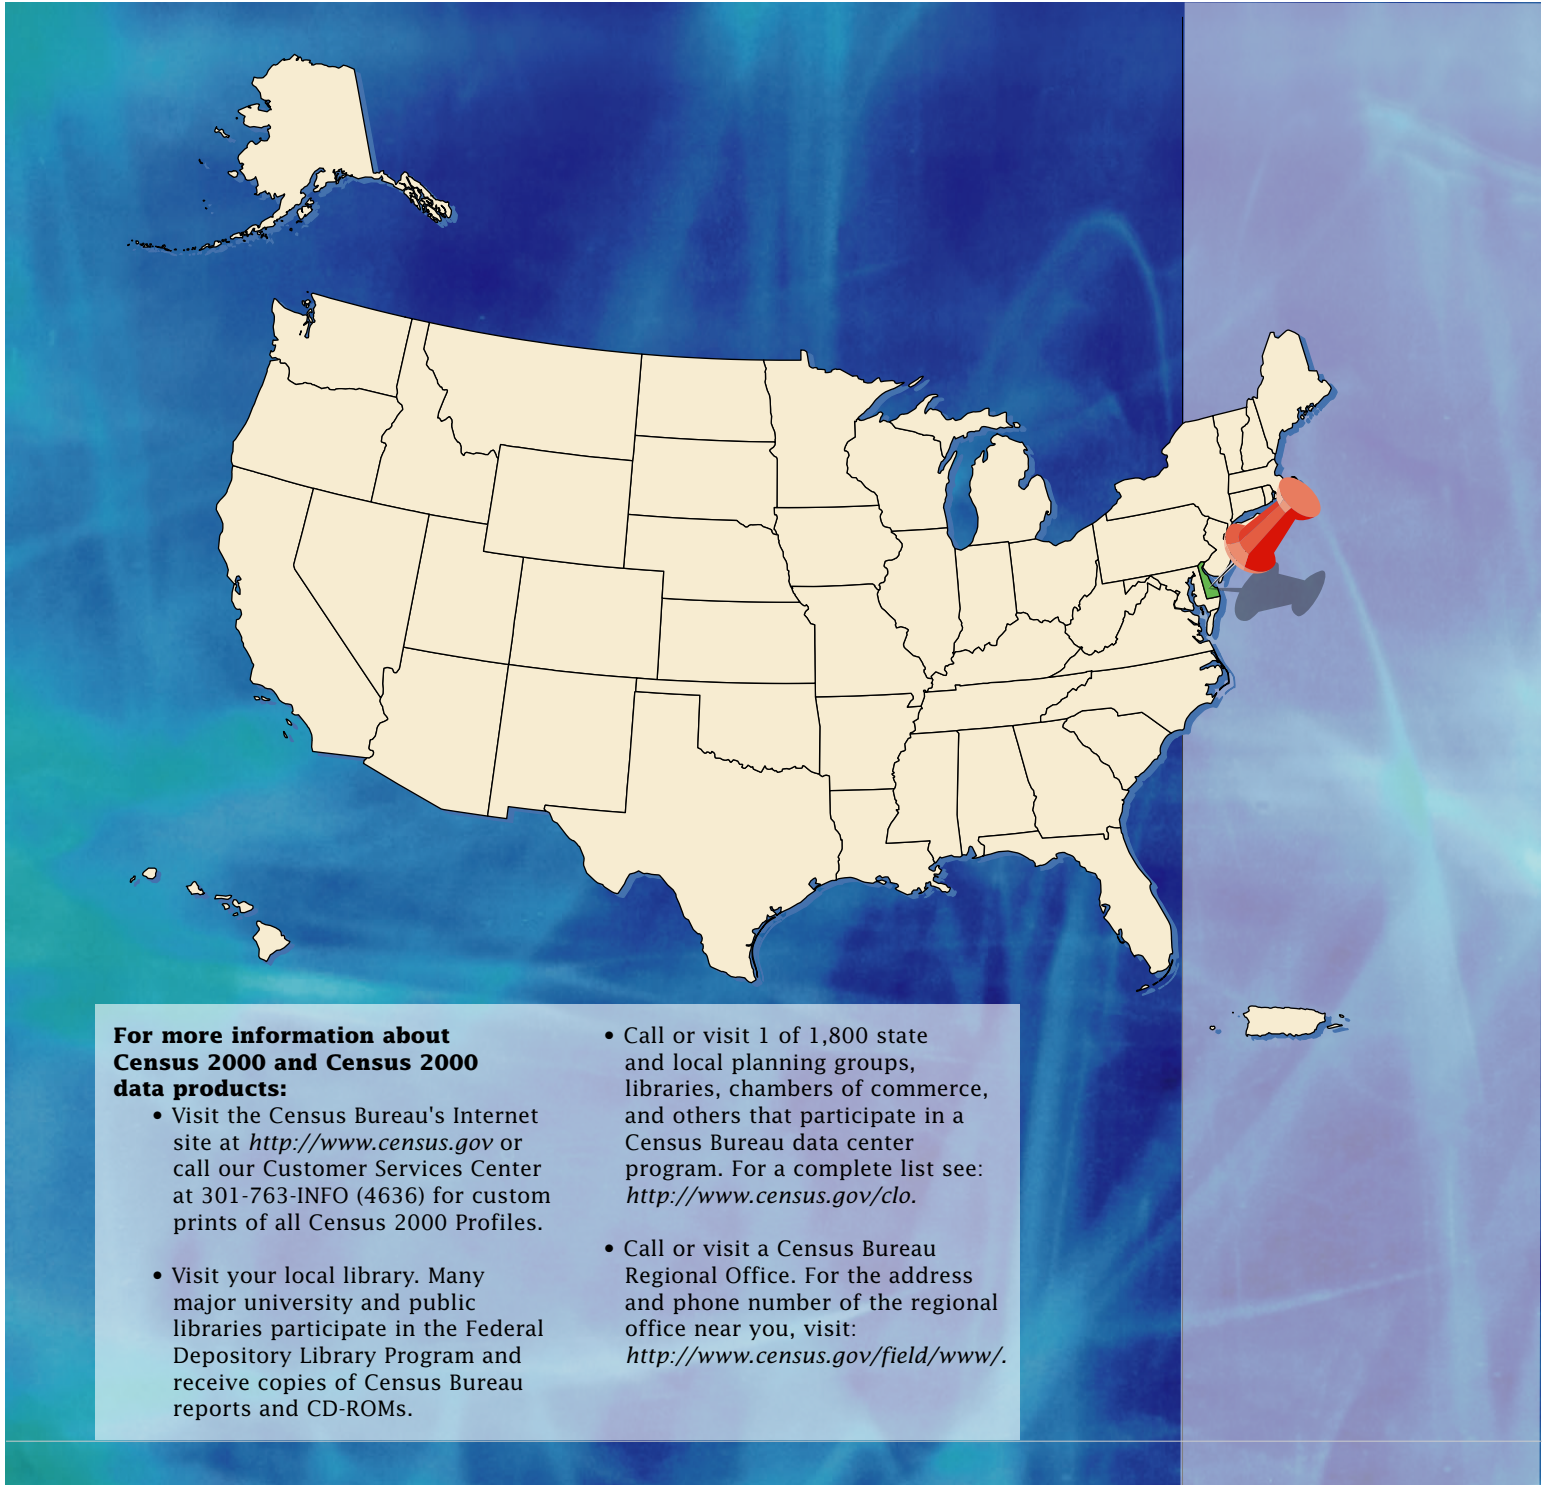 For more information about
Census 2000 and Census 2000
data products:
• Visit the Census Bureau's Internet
site at http://www.census.gov or
call our Customer Services Center
at 301-763-INFO (4636) for custom
prints of all Census 2000 Profiles.
• Visit your local library. Many
major university and public
libraries participate in the Federal
Depository Library Program and
receive copies of Census Bureau
reports and CD-ROMs.
• Call or visit 1 of 1,800 state
and local planning groups,
libraries, chambers of commerce,
and others that participate in a
Census Bureau data center
program. For a complete list see:
http://www.census.gov/clo.
• Call or visit a Census Bureau
Regional Office. For the address
and phone number of the regional
office near you, visit:
http://www.census.gov/field/www/.